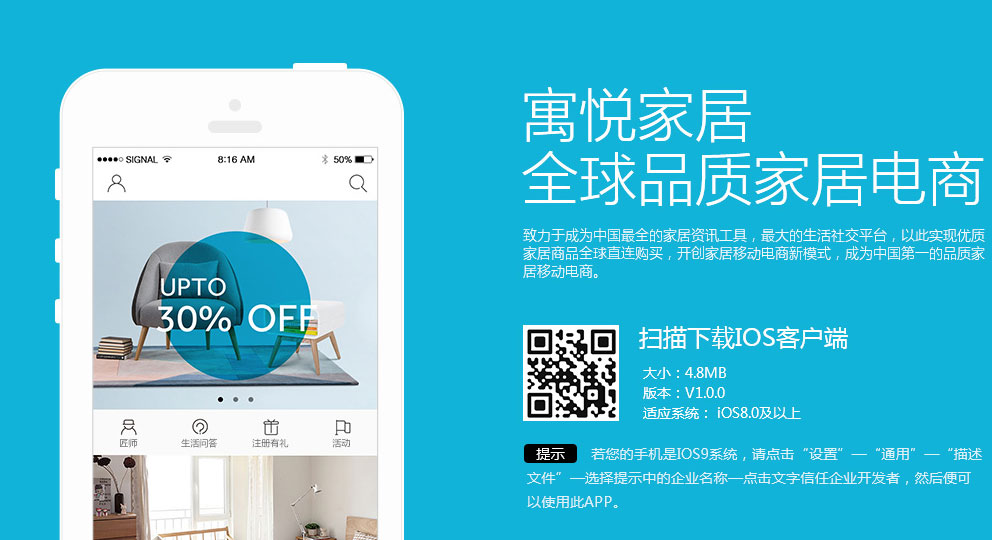 SIGNAL
8:16 AM
50%
UPTO
30% OFF
匠师
生活问答
注册有礼
活动
寓悦家居
全球品质家居电商
致力于成为中国最全的家居资讯工具，最大的生活社交平台，以此实现优质
家居商品全球直连购买，开创家居移动电商新模式，成为中国第一的品质家
居移动电商。
扫描下载IOS客户端
大小：4.8MB
版本：V1.0.0
适应系统： iOS8.0及以上
提示 若您的手机是IOS9系统，请点击“设置”—“通用”—“描述
文件”—选择提示中的企业名称—点击文字信任企业开发者，然后便可
以使用此APP。